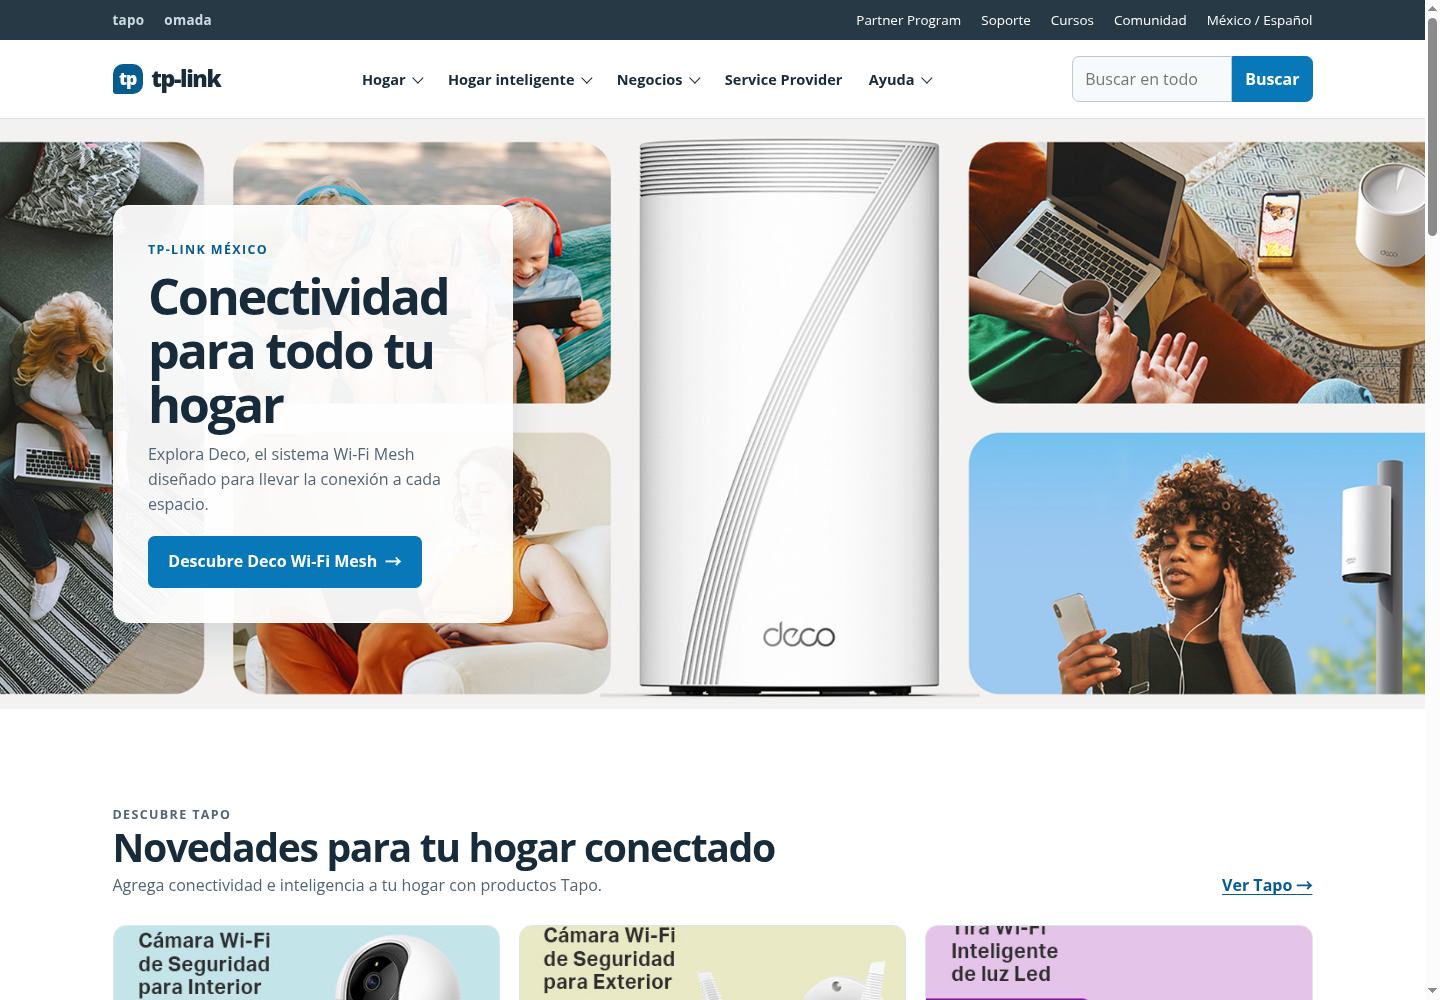 tapo omada Partner Program Soporte Cursos Comunidad México / Español
tp tp-link Hogar Hogar inteligente Negocios Service Provider Ayuda Buscar en todo Buscar
TP-LINK MÉXICO
Conectividad
para todo tu
hogar
Explora Deco, el sistema Wi-Fi Mesh
diseñado para llevar la conexión a cada
espacio.
Descubre Deco Wi-Fi Mesh →
deco
deco
DESCUBRE TAPO
Novedades para tu hogar conectado
Agrega conectividad e inteligencia a tu hogar con productos Tapo.
Ver Tapo →
Cámara Wi-Fi
de Seguridad
para Interior
Cámara Wi-Fi
de Seguridad
para Exterior
Tira Wi-Fi
Inteligente
de luz Led